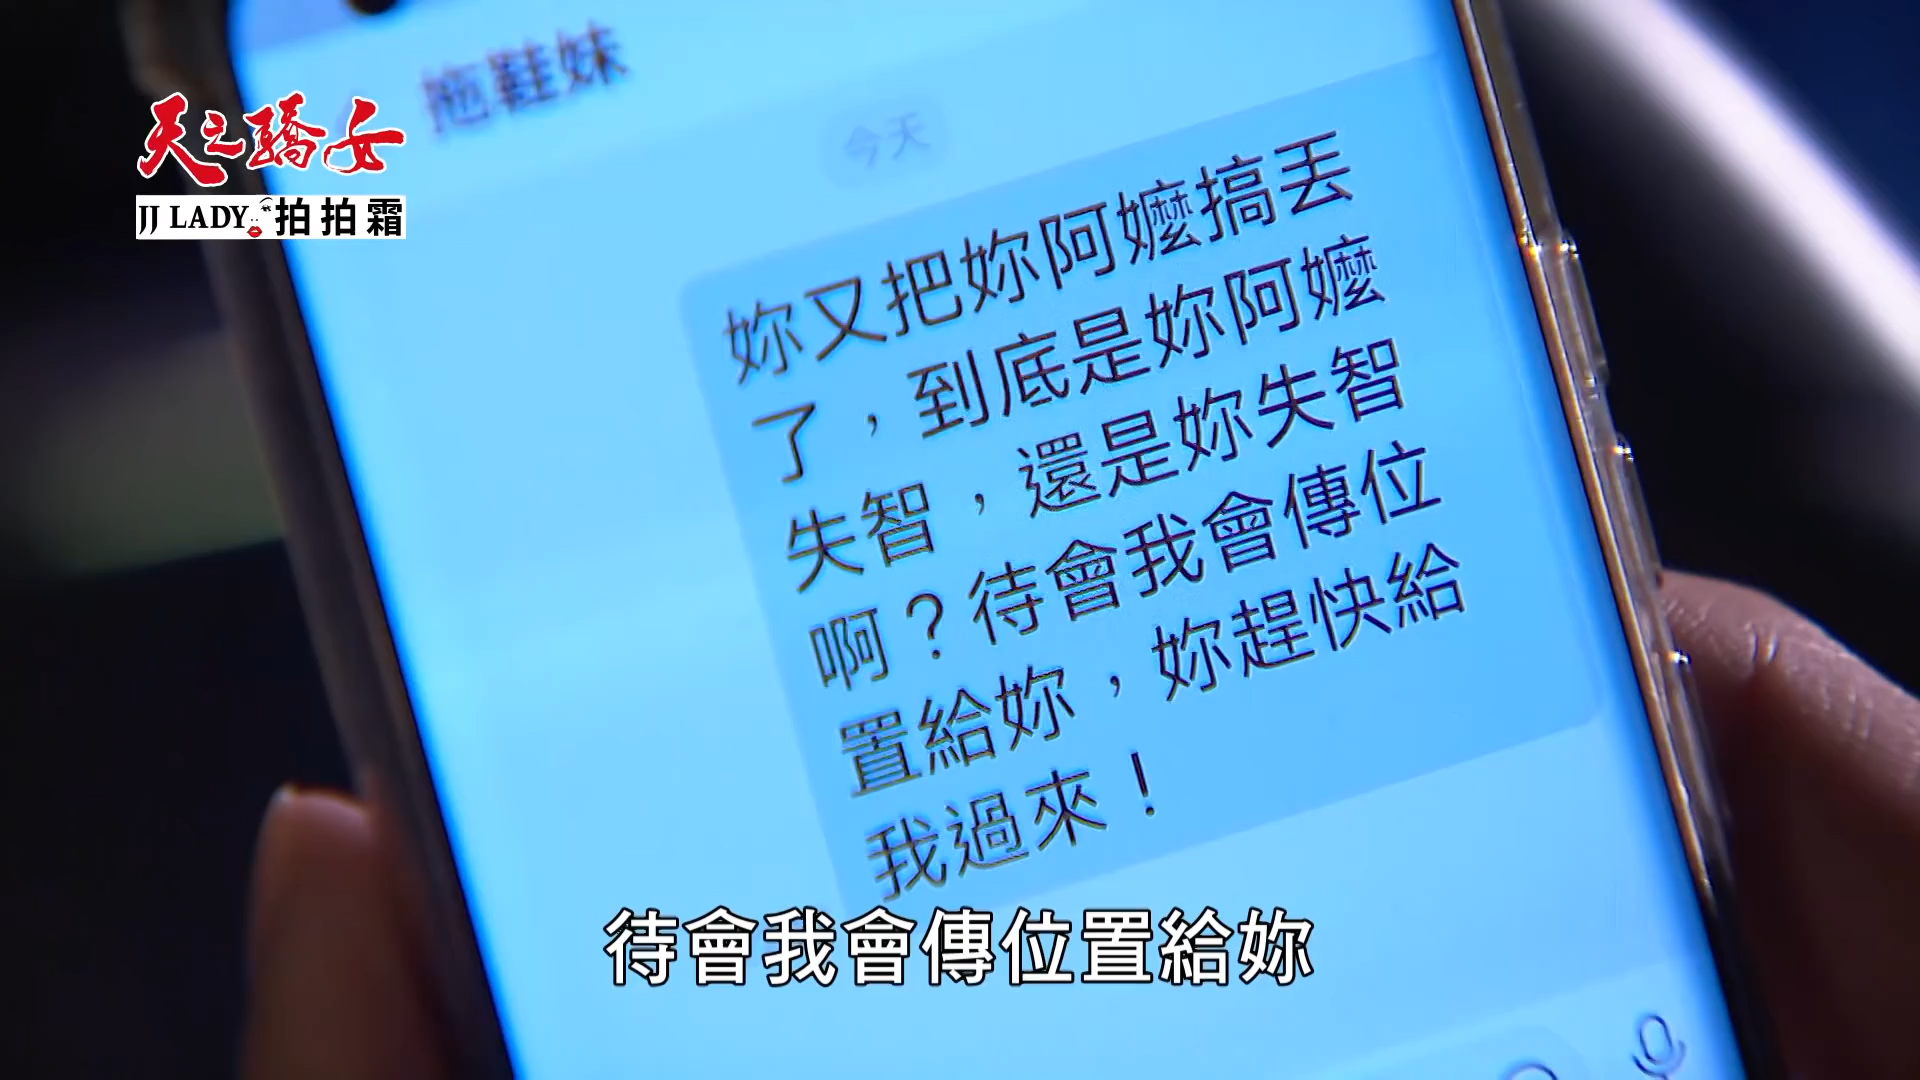 拖鞋妹
天之驕女
JJ LADY 拍拍霜
今天
妳又把妳阿嬤搞丟
了，到底是妳阿嬤
失智，還是妳失智
啊？待會我會傳位
置給妳，妳趕快給
我過來！
待會我會傳位置給妳